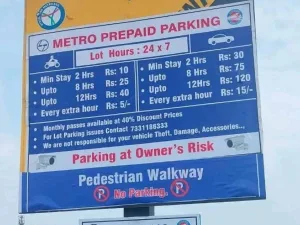 METRO PREPAID PARKING
Lot Hours : 24 x 7
• Min Stay 2 Hrs Rs: 10
• Upto 8 Hrs Rs: 25
• Upto 12Hrs Rs: 40
• Every extra hour Rs: 5/-
• Min Stay 2 Hrs Rs: 30
• Upto 8 Hrs Rs: 75
• Upto 12Hrs Rs: 120
• Every extra hour Rs: 15/-
• Monthly passes available at 40% Discount Prices
• For Lot Parking issues Contact 7331188333
• We are not responsible for your vehicle Theft, Damage, Accessories...
Parking at Owner's Risk
Pedestrian Walkway
No Parking.